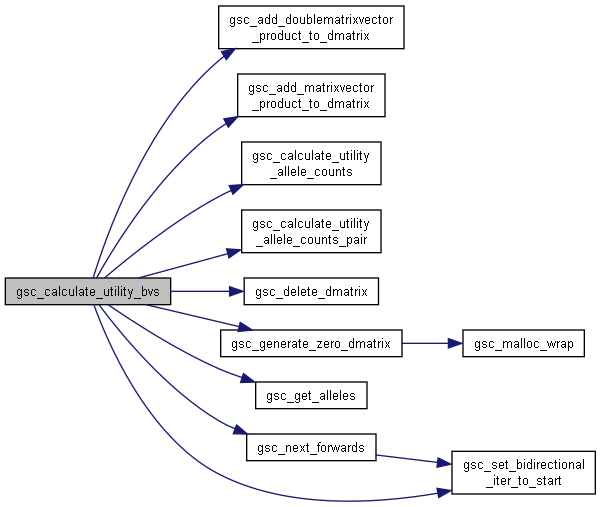 gsc_add_doublematrixvector
_product_to_dmatrix
gsc_add_matrixvector
_product_to_dmatrix
gsc_calculate_utility
_allele_counts
gsc_calculate_utility
_allele_counts_pair
gsc_calculate_utility_bvs
gsc_delete_dmatrix
gsc_generate_zero_dmatrix
gsc_malloc_wrap
gsc_get_alleles
gsc_next_forwards
gsc_set_bidirectional
_iter_to_start